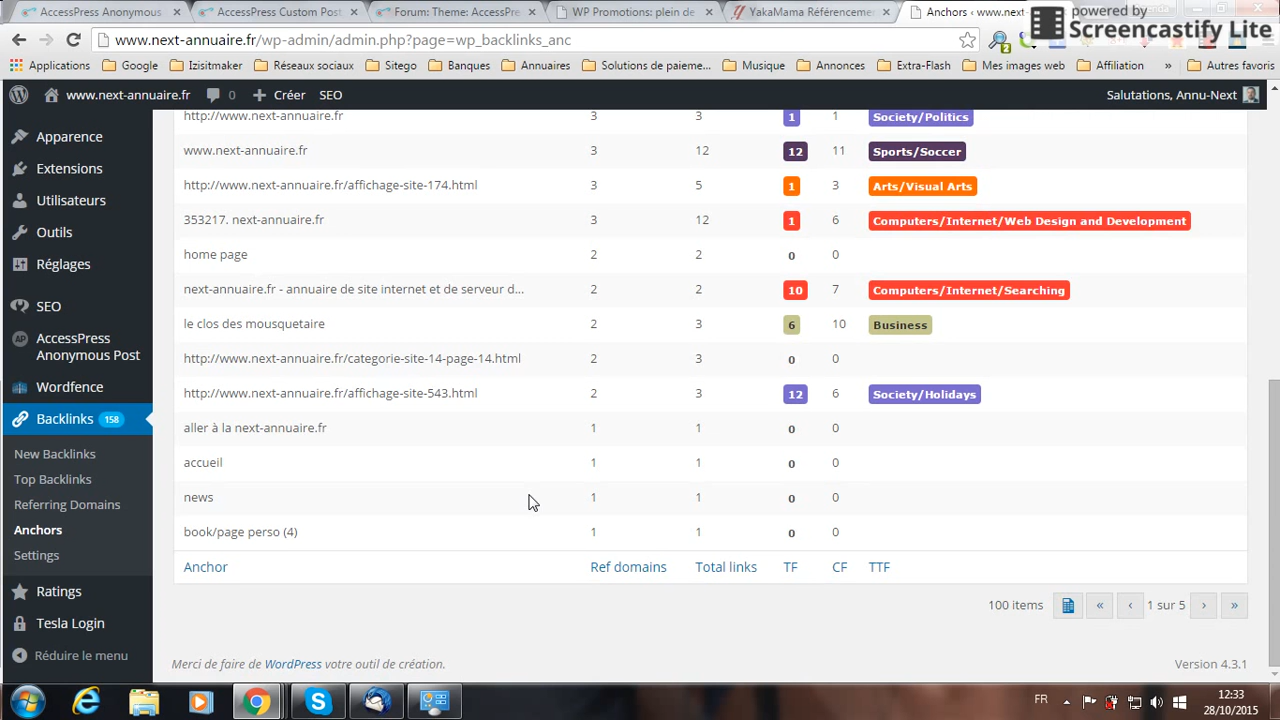 AccessPress Anonymous
AccessPress Custom Post
Forum: Theme: AccessPre
WP Promotions: plein de
YakaMama Référenceme
Anchors ‹ www.next-an
powered by
Screencastify Lite
www.next-annuaire.fr/wp-admin/admin.php?page=wp_backlinks_anc
2
Applications
Google
Izisitmaker
Réseaux sociaux
Sitego
Banques
Annuaires
Solutions de paieme...
Musique
Annonces
Extra-Flash
Mes images web
Affiliation
»
Autres favoris
www.next-annuaire.fr
0
Créer
SEO
Salutations, Annu-Next
Apparence
Extensions
Utilisateurs
Outils
Réglages
SEO
AccessPress
Anonymous Post
Wordfence
Backlinks 158
New Backlinks
Top Backlinks
Referring Domains
Anchors
Settings
Ratings
Tesla Login
Réduire le menu
http://www.next-annuaire.fr 3 3 1 1 Society/Politics
www.next-annuaire.fr 3 12 12 11 Sports/Soccer
http://www.next-annuaire.fr/affichage-site-174.html 3 5 1 3 Arts/Visual Arts
353217. next-annuaire.fr 3 12 1 6 Computers/Internet/Web Design and Development
home page 2 2 0 0
next-annuaire.fr - annuaire de site internet et de serveur d... 2 2 10 7 Computers/Internet/Searching
le clos des mousquetaire 2 3 6 10 Business
http://www.next-annuaire.fr/categorie-site-14-page-14.html 2 3 0 0
http://www.next-annuaire.fr/affichage-site-543.html 2 3 12 6 Society/Holidays
aller à la next-annuaire.fr 1 1 0 0
accueil 1 1 0 0
news 1 1 0 0
book/page perso (4) 1 1 0 0
Anchor Ref domains Total links TF CF TTF
100 items « ‹ 1 sur 5 › »
Merci de faire de WordPress votre outil de création.
Version 4.3.1
FR
12:33
28/10/2015